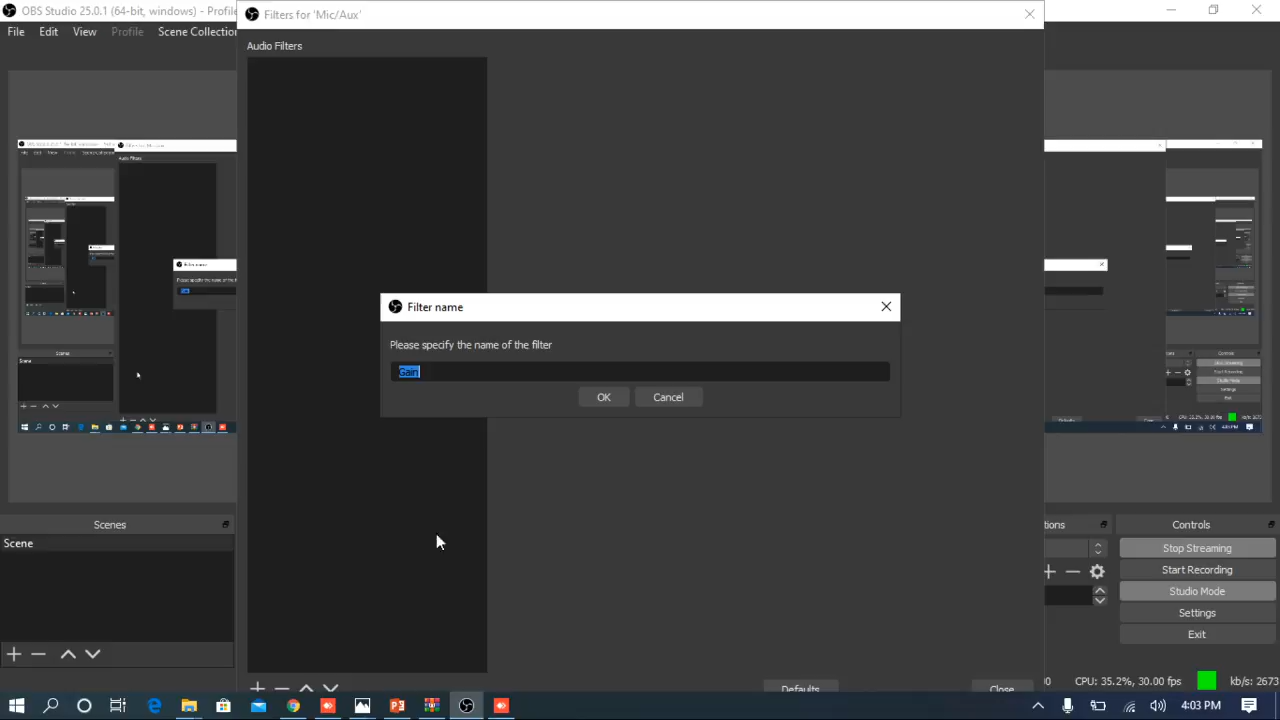 OBS Studio 25.0.1 (64-bit, windows) - Profile
Filters for 'Mic/Aux'
File Edit View Profile Scene Collection
Audio Filters
Filter name
Please specify the name of the filter
Gain
OK Cancel
Scenes
Scene
Controls
Stop Streaming
Start Recording
Studio Mode
Settings
Exit
Defaults
Close
CPU: 35.2%, 30.00 fps
kb/s: 2673
4:03 PM